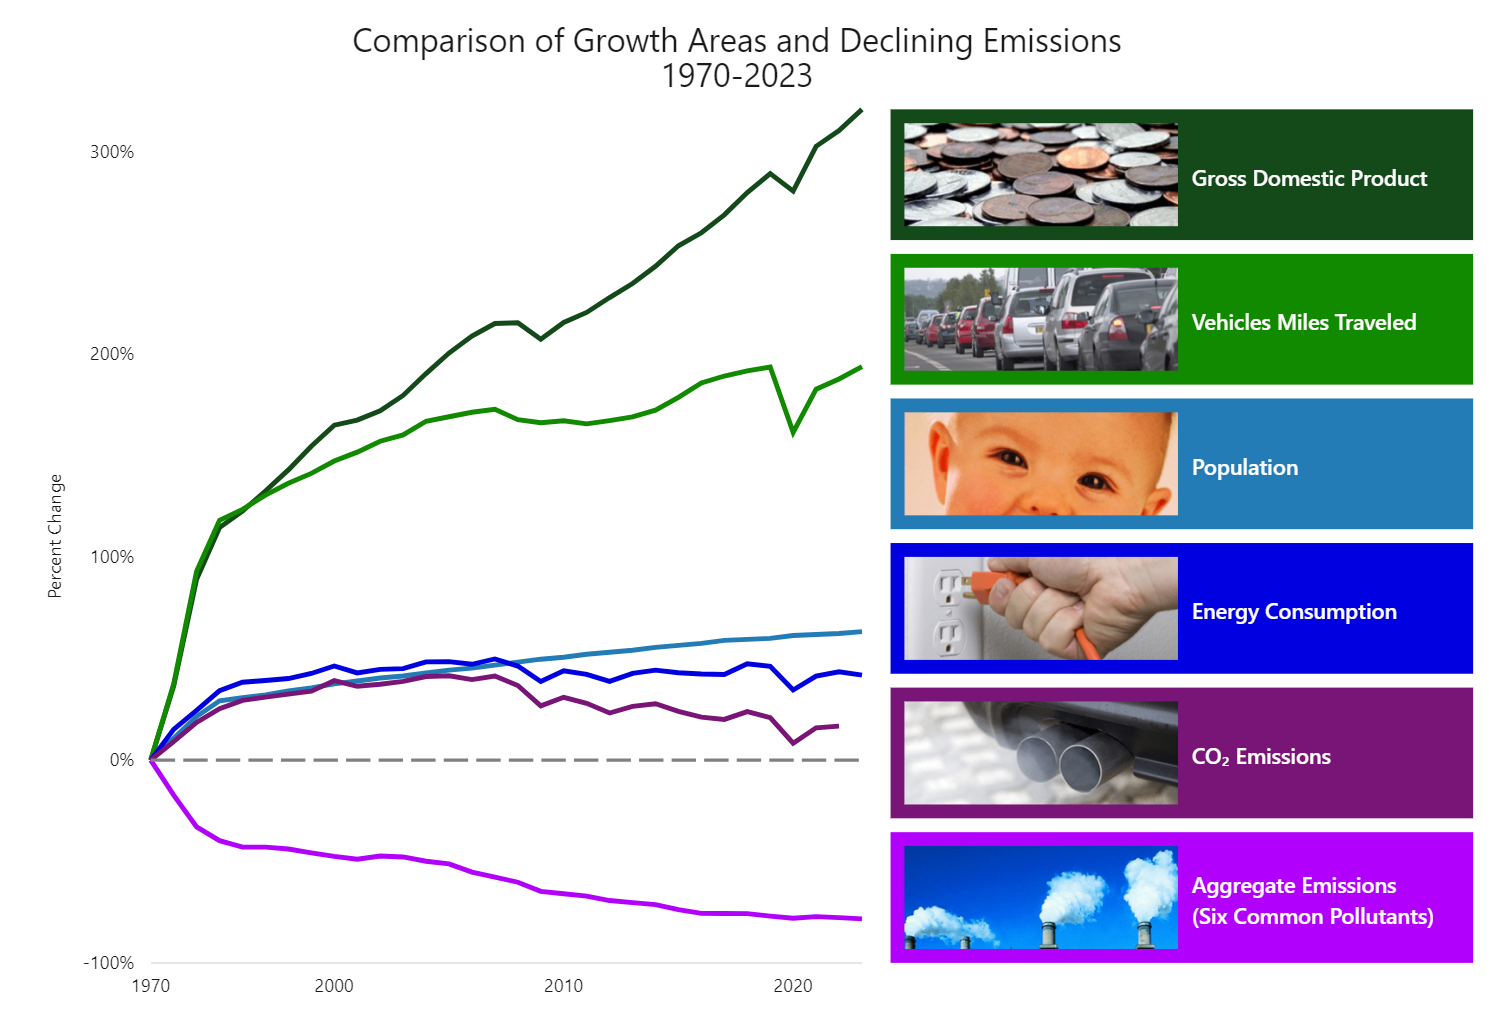 Comparison of Growth Areas and Declining Emissions
1970-2023
300%
200%
100%
0%
-100%
Percent Change
1970
2000
2010
2020
Gross Domestic Product
Vehicles Miles Traveled
Population
Energy Consumption
CO₂ Emissions
Aggregate Emissions
(Six Common Pollutants)